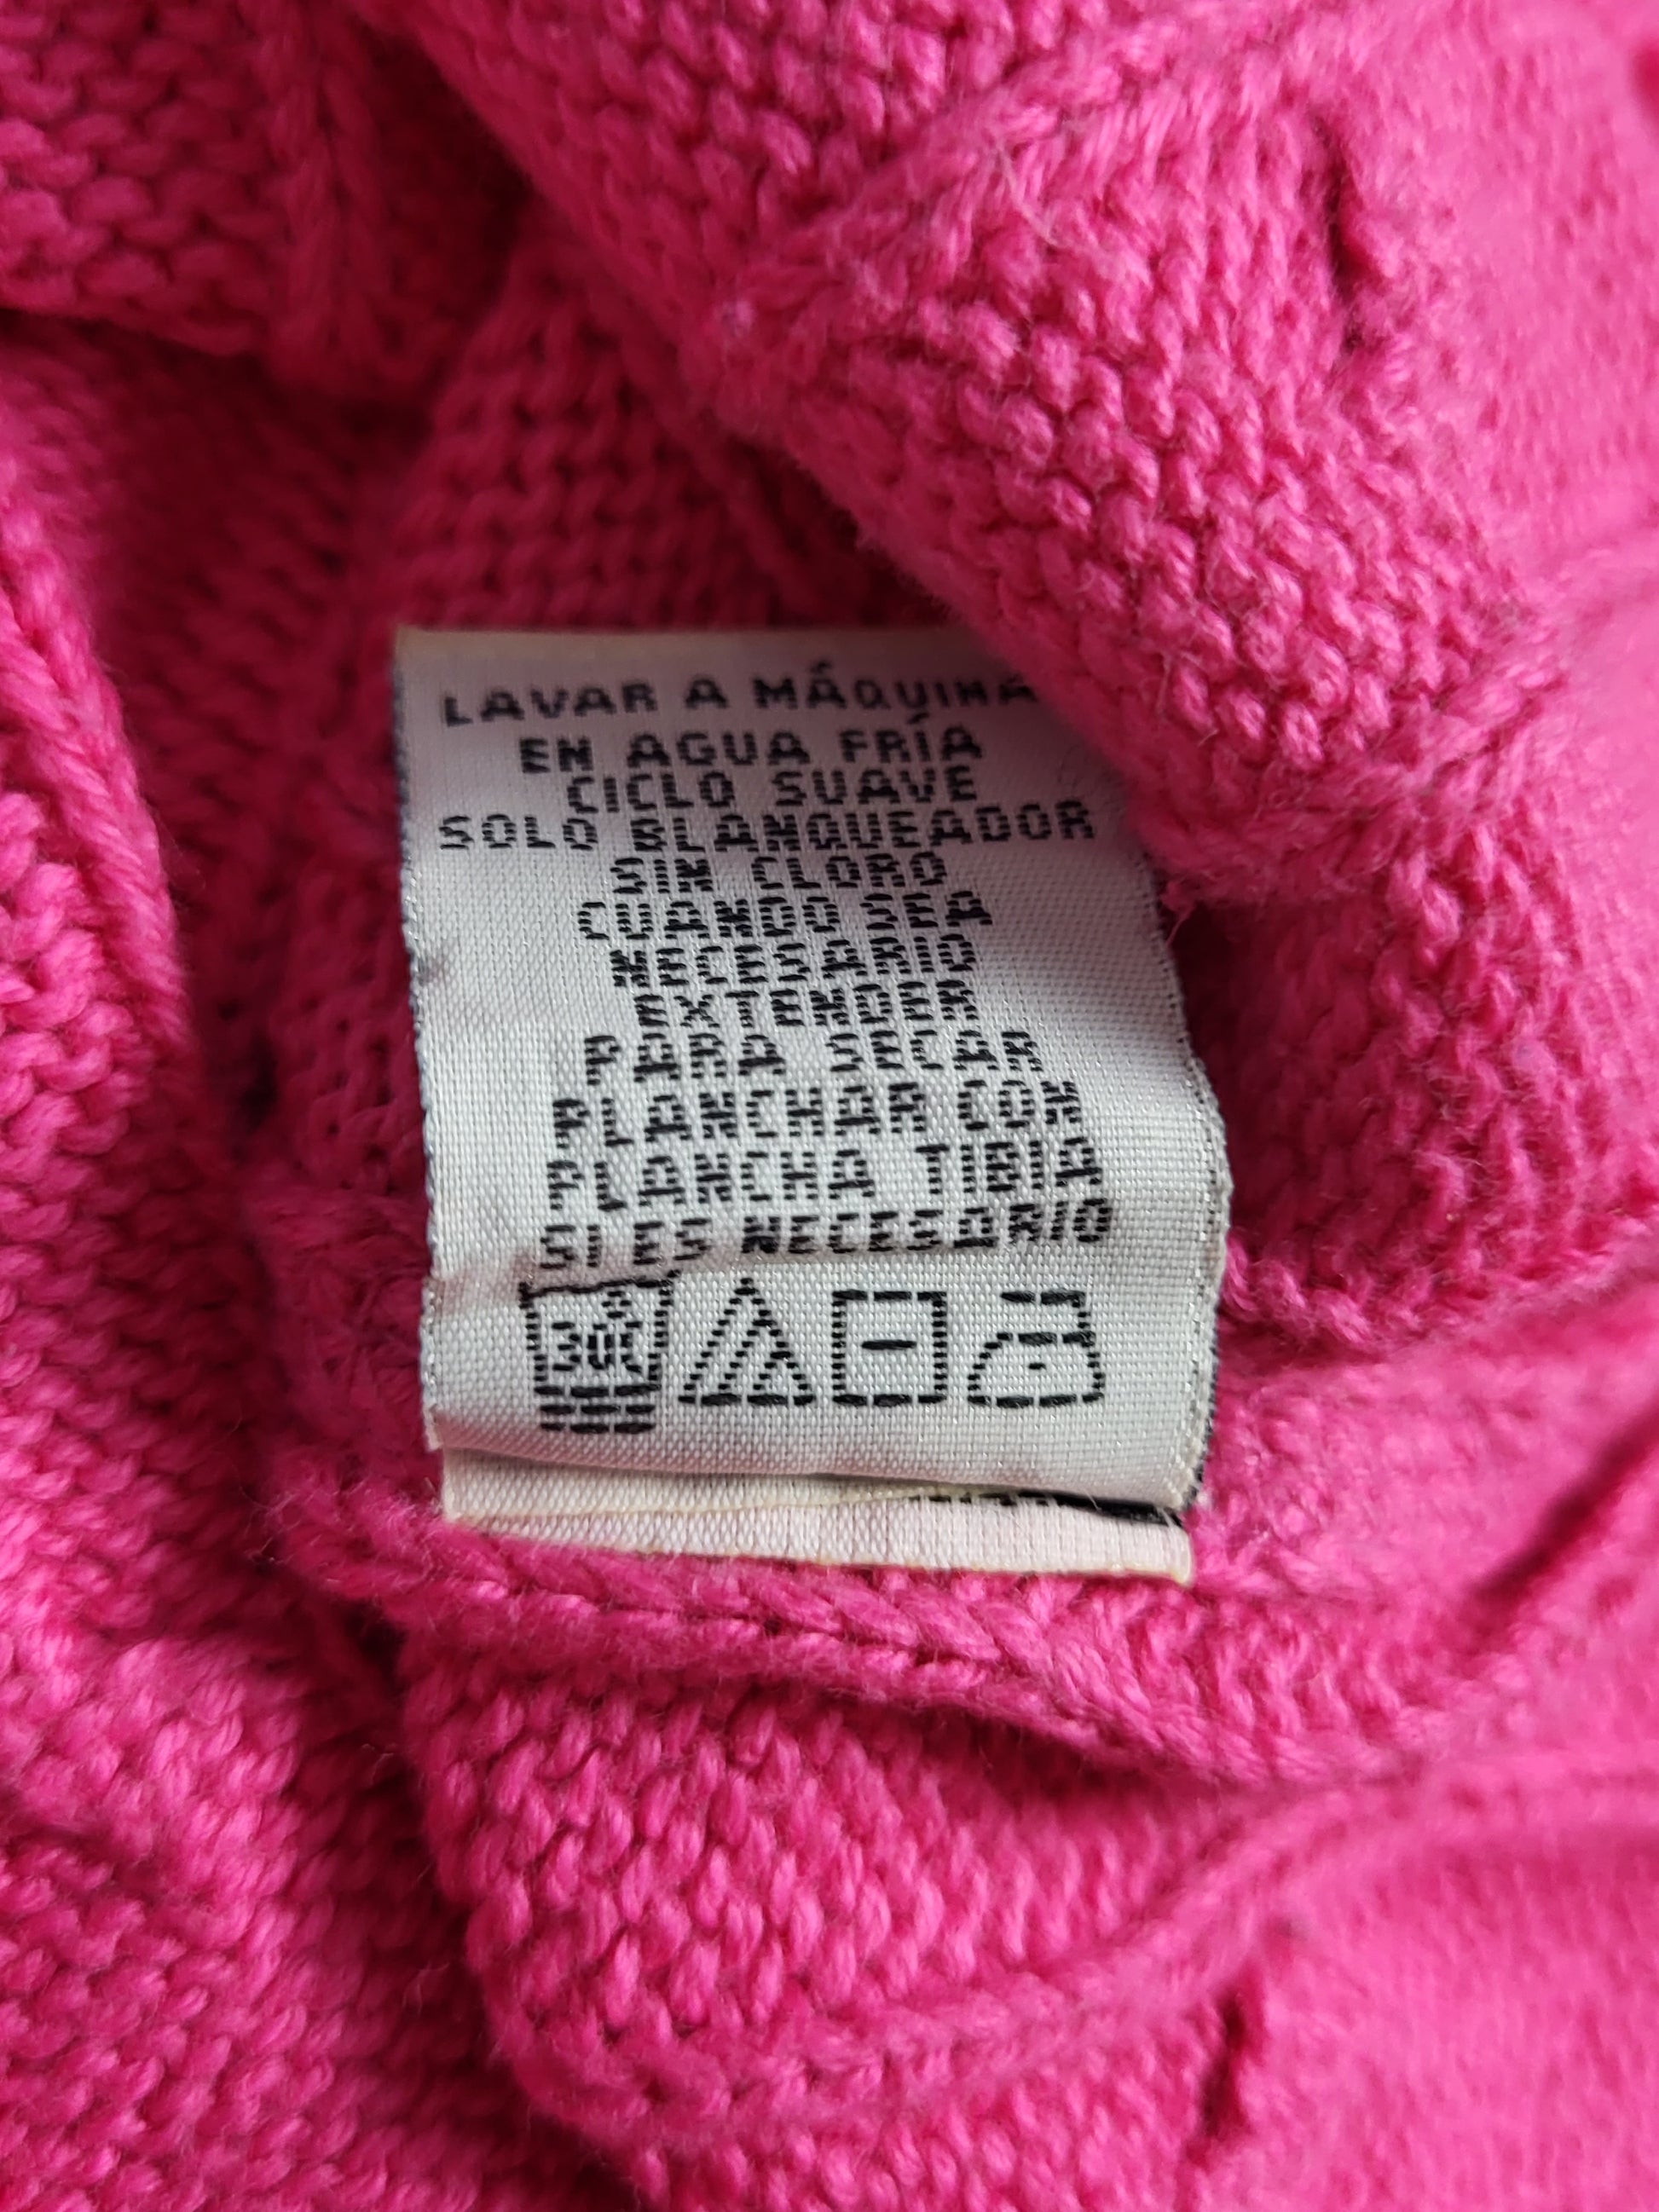 LAVAR A MÁQUINA
EN AGUA FRÍA
CICLO SUAVE
SOLO BLANQUEADOR
SIN CLORO
CUANDO SEA
NECESARIO
EXTENDER
PARA SECAR
PLANCHAR CON
PLANCHA TIBIA
SI ES NECESARIO
30C